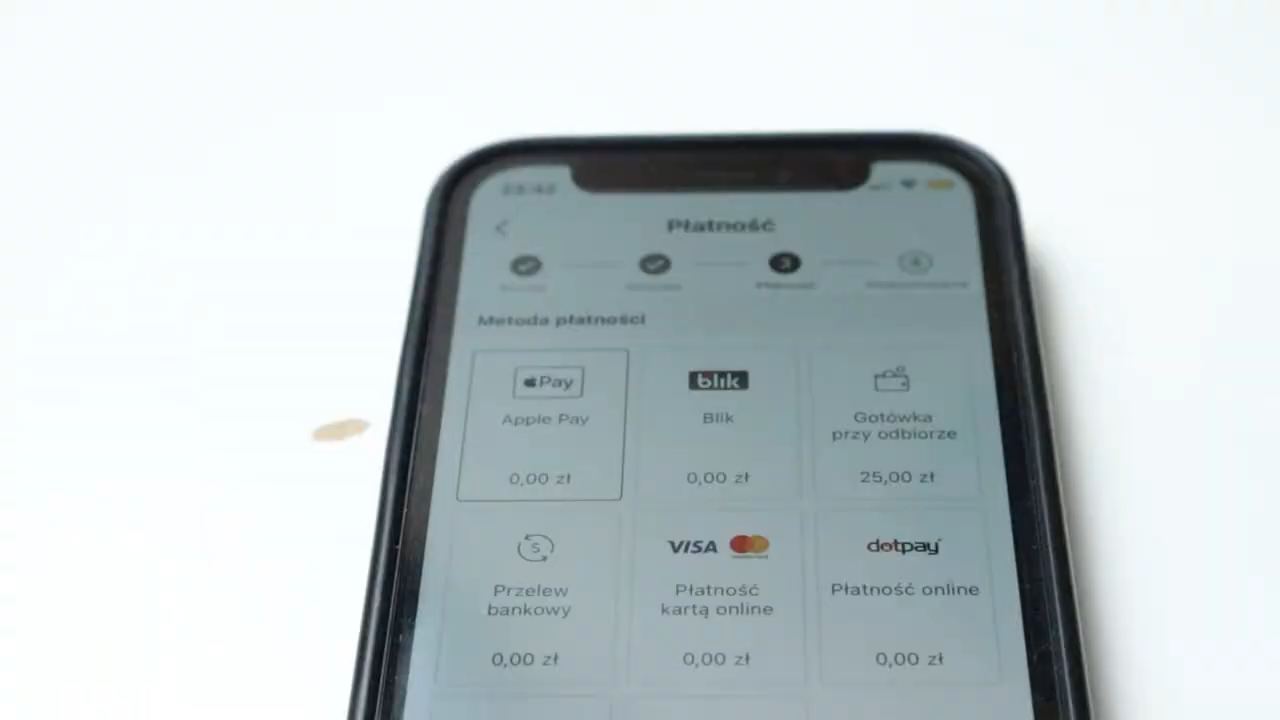 Płatność
3
4
Metoda płatności
Pay
Apple Pay
0,00 zł
blik
Blik
0,00 zł
Gotówka
przy odbiorze
25,00 zł
S
Przelew
bankowy
0,00 zł
VISA
Płatność
kartą online
0,00 zł
dotpay
Płatność online
0,00 zł